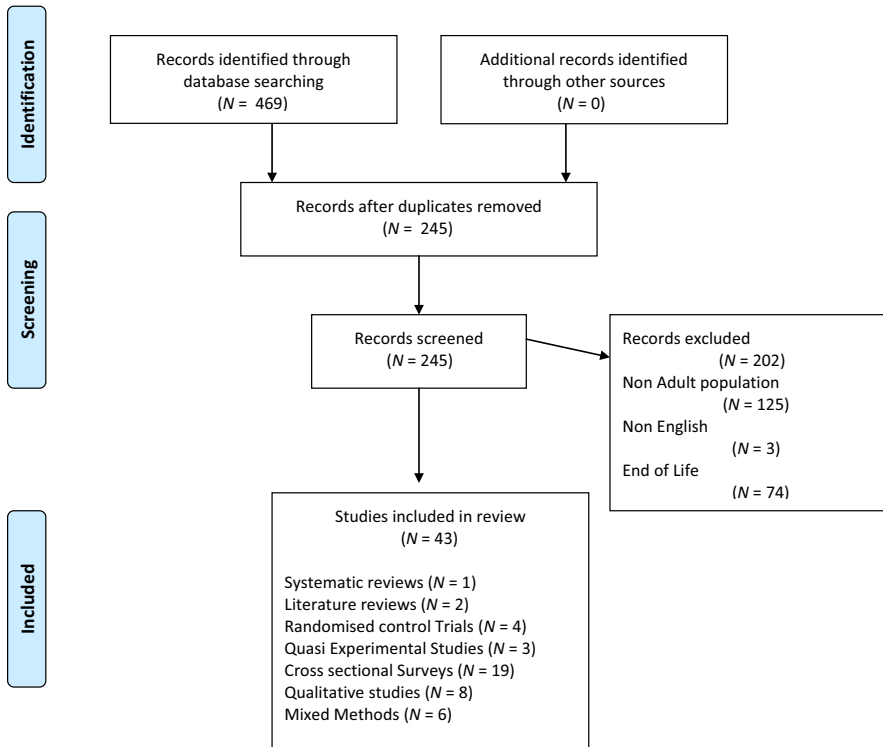 Identification
Records identified through
database searching
(N = 469)
Additional records identified
through other sources
(N = 0)
Records after duplicates removed
(N = 245)
Screening
Records screened
(N = 245)
Records excluded
(N = 202)
Non Adult population
(N = 125)
Non English
(N = 3)
End of Life
(N = 74)
Included
Studies included in review
(N = 43)
Systematic reviews (N = 1)
Literature reviews (N = 2)
Randomised control Trials (N = 4)
Quasi Experimental Studies (N = 3)
Cross sectional Surveys (N = 19)
Qualitative studies (N = 8)
Mixed Methods (N = 6)